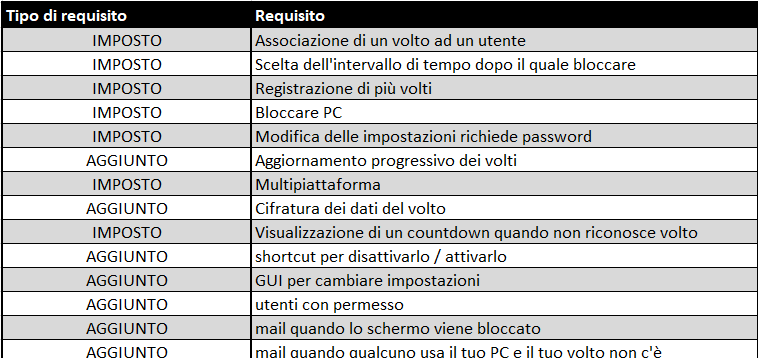 Tipo di requisito Requisito
IMPOSTO Associazione di un volto ad un utente
IMPOSTO Scelta dell'intervallo di tempo dopo il quale bloccare
IMPOSTO Registrazione di più volti
IMPOSTO Bloccare PC
IMPOSTO Modifica delle impostazioni richiede password
AGGIUNTO Aggiornamento progressivo dei volti
IMPOSTO Multipiattaforma
AGGIUNTO Cifratura dei dati del volto
IMPOSTO Visualizzazione di un countdown quando non riconosce volto
AGGIUNTO shortcut per disattivarlo / attivarlo
AGGIUNTO GUI per cambiare impostazioni
AGGIUNTO utenti con permesso
AGGIUNTO mail quando lo schermo viene bloccato
AGGIUNTO mail quando qualcuno usa il tuo PC e il tuo volto non c'è